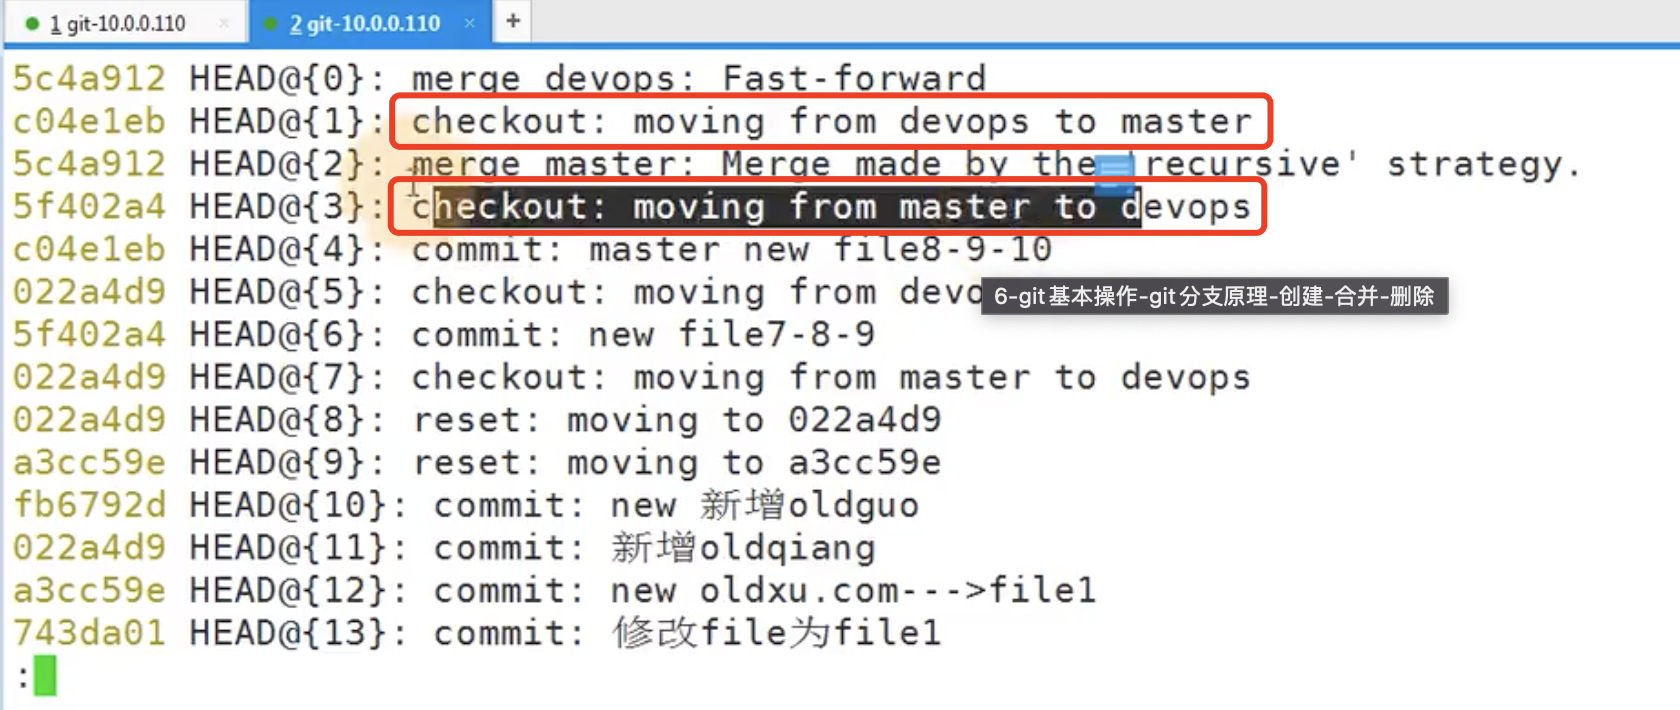 1 git-10.0.0.110 × 2 git-10.0.0.110 × +
5c4a912 HEAD@{0}: merge devops: Fast-forward
c04e1eb HEAD@{1}: checkout: moving from devops to master
5c4a912 HEAD@{2}: merge master: Merge made by the 'recursive' strategy.
5f402a4 HEAD@{3}: checkout: moving from master to devops
c04e1eb HEAD@{4}: commit: master new file8-9-10
022a4d9 HEAD@{5}: checkout: moving from devo
6-git基本操作-git分支原理-创建-合并-删除
5f402a4 HEAD@{6}: commit: new file7-8-9
022a4d9 HEAD@{7}: checkout: moving from master to devops
022a4d9 HEAD@{8}: reset: moving to 022a4d9
a3cc59e HEAD@{9}: reset: moving to a3cc59e
fb6792d HEAD@{10}: commit: new 新增oldguo
022a4d9 HEAD@{11}: commit: 新增oldqiang
a3cc59e HEAD@{12}: commit: new oldxu.com--->file1
743da01 HEAD@{13}: commit: 修改file为file1
: